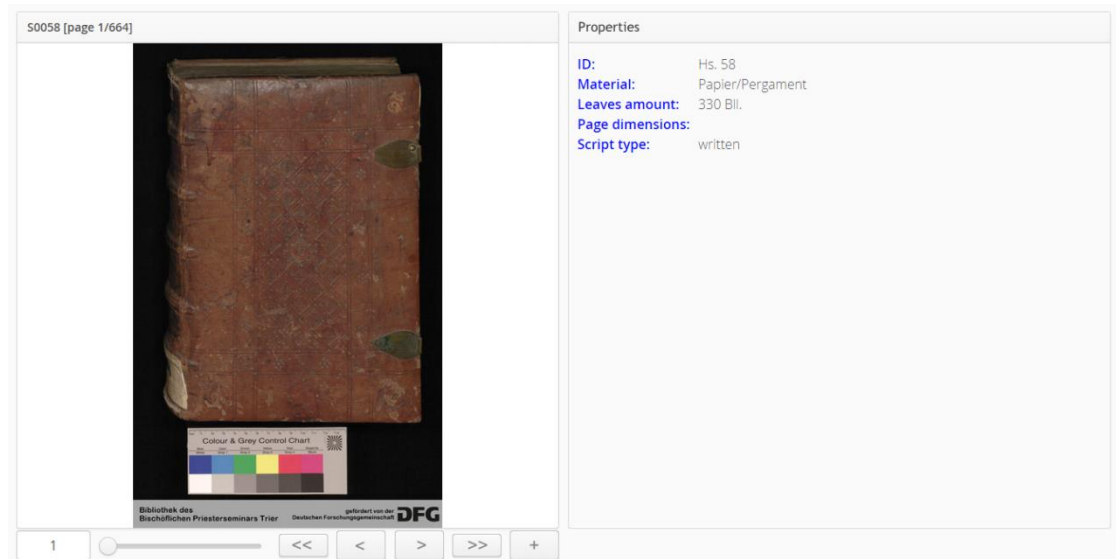 S0058 [page 1/664]
Colour & Grey Control Chart
Bibliothek des
Bischöflichen Priesterseminars Trier
gefördert von der
Deutschen Forschungsgemeinschaft DFG
1
<<
<
>
>>
+
Properties
ID: Hs. 58
Material: Papier/Pergament
Leaves amount: 330 Bll.
Page dimensions:
Script type: written